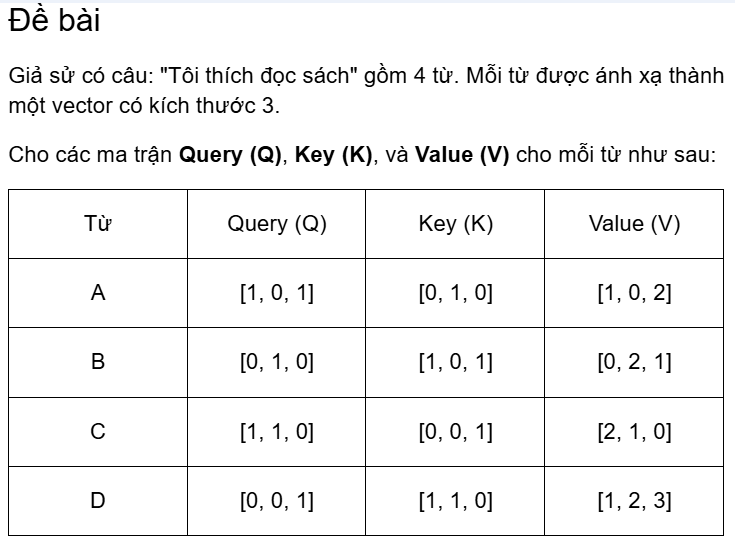 Đề bài
Giả sử có câu: "Tôi thích đọc sách" gồm 4 từ. Mỗi từ được ánh xạ thành
một vector có kích thước 3.
Cho các ma trận Query (Q), Key (K), và Value (V) cho mỗi từ như sau:
Từ Query (Q) Key (K) Value (V)
A [1, 0, 1] [0, 1, 0] [1, 0, 2]
B [0, 1, 0] [1, 0, 1] [0, 2, 1]
C [1, 1, 0] [0, 0, 1] [2, 1, 0]
D [0, 0, 1] [1, 1, 0] [1, 2, 3]